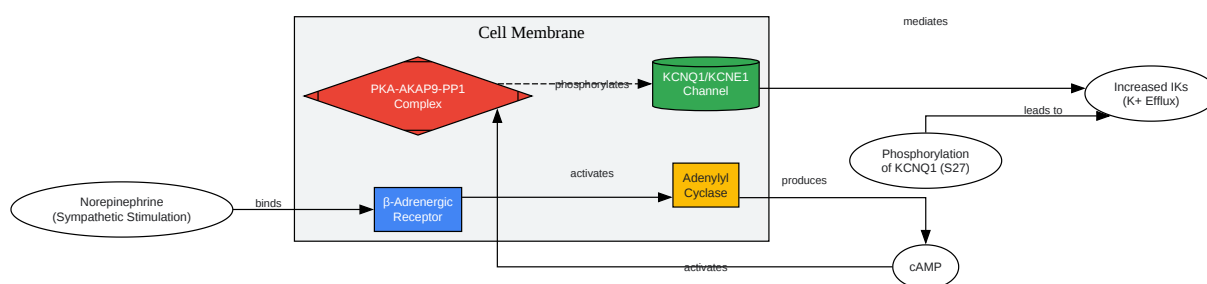 mediates
Cell Membrane
PKA-AKAP9-PP1
Complex
phosphorylates
KCNQ1/KCNE1
Channel
Increased IKs
(K+ Efflux)
leads to
Phosphorylation
of KCNQ1 (S27)
activates
Adenylyl
Cyclase
produces
Norepinephrine
(Sympathetic Stimulation)
binds
β-Adrenergic
Receptor
activates
cAMP